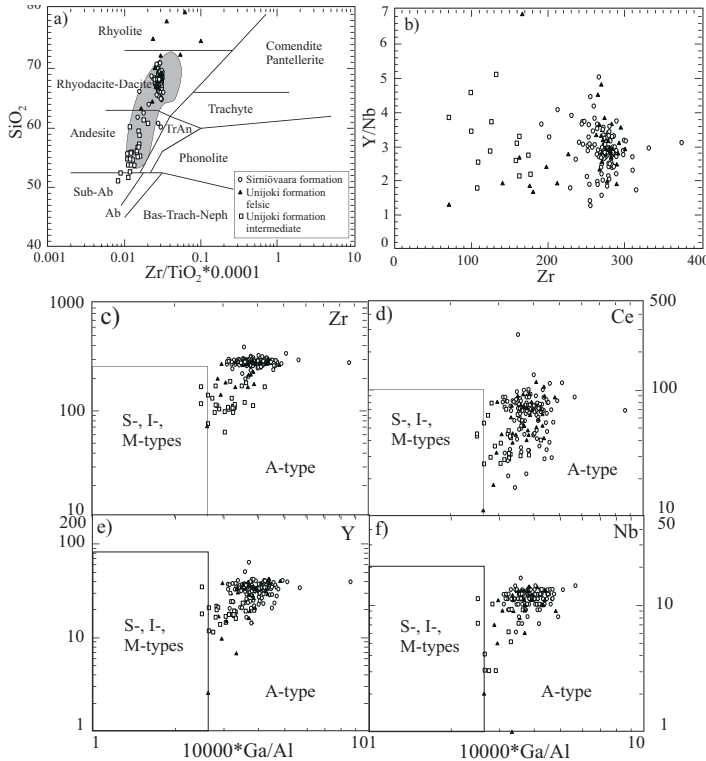 a)
80
70
60
50
40
SiO₂
Rhyolite
Comendite
Pantellerite
Rhyodacite-Dacite
Trachyte
Andesite
TrAn
Phonolite
Sub-Ab
Ab
Bas-Trach-Neph
Sirniövaara formation
Unijoki formation
felsic
Unijoki formation
intermediate
0.001 0.01 0.1 1 10
Zr/TiO₂*0.0001
b)
7
6
5
4
3
2
1
0
Y/Nb
0 100 200 300 400
Zr
c)
Zr
1000
100
10
S-, I-,
M-types
A-type
d)
Ce
500
100
10
S-, I-,
M-types
A-type
e)
Y
200
100
10
1
S-, I-,
M-types
A-type
1 10
10000*Ga/Al
f)
Nb
50
10
1
S-, I-,
M-types
A-type
1 10
10000*Ga/Al